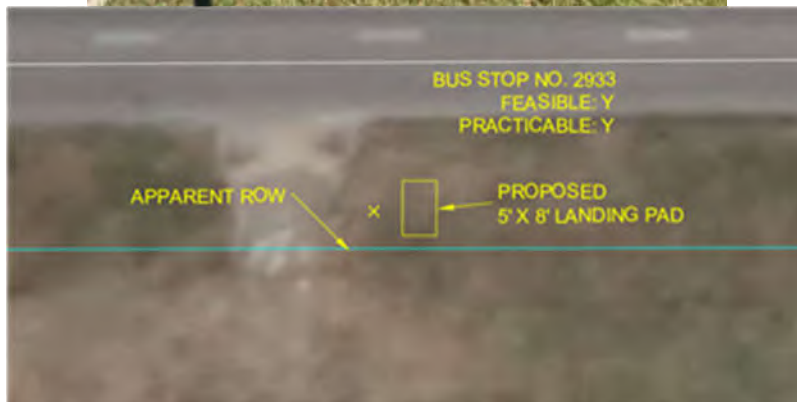 BUS STOP NO. 2933
FEASIBLE: Y
PRACTICABLE: Y
APPARENT ROW
PROPOSED
5' X 8' LANDING PAD